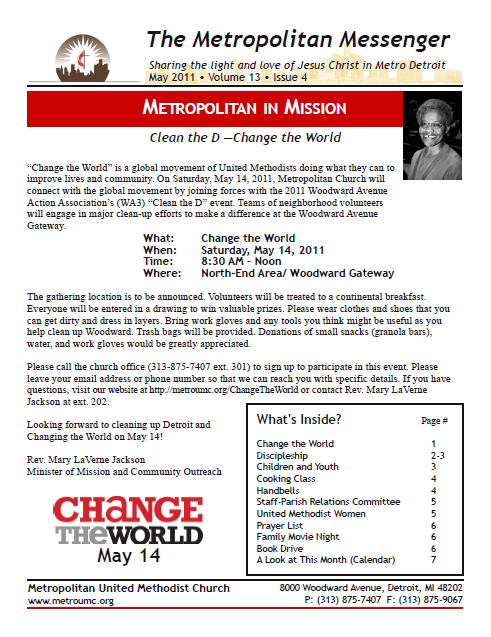 The Metropolitan Messenger
Sharing the light and love of Jesus Christ in Metro Detroit
May 2011 • Volume 13 • Issue 4
METROPOLITAN IN MISSION
Clean the D —Change the World
“Change the World” is a global movement of United Methodists doing what they can to
improve lives and community. On Saturday, May 14, 2011, Metropolitan Church will
connect with the global movement by joining forces with the 2011 Woodward Avenue
Action Association’s (WA3) “Clean the D” event. Teams of neighborhood volunteers
will engage in major clean-up efforts to make a difference at the Woodward Avenue
Gateway.
What: Change the World
When: Saturday, May 14, 2011
Time: 8:30 AM - Noon
Where: North-End Area/ Woodward Gateway
The gathering location is to be announced. Volunteers will be treated to a continental breakfast.
Everyone will be entered in a drawing to win valuable prizes. Please wear clothes and shoes that you
can get dirty and dress in layers. Bring work gloves and any tools you think might be useful as you
help clean up Woodward. Trash bags will be provided. Donations of small snacks (granola bars),
water, and work gloves would be greatly appreciated.
Please call the church office (313-875-7407 ext. 301) to sign up to participate in this event. Please
leave your email address or phone number so that we can reach you with specific details. If you have
questions, visit our website at http://metroumc.org/ChangeTheWorld or contact Rev. Mary LaVerne
Jackson at ext. 202.
Looking forward to cleaning up Detroit and
Changing the World on May 14!
Rev. Mary LaVerne Jackson
Minister of Mission and Community Outreach
CHANGE
THE WORLD
May 14
What's Inside? Page #
Change the World 1
Discipleship 2-3
Children and Youth 3
Cooking Class 4
Handbells 4
Staff-Parish Relations Committee 5
United Methodist Women 5
Prayer List 6
Family Movie Night 6
Book Drive 6
A Look at This Month (Calendar) 7
Metropolitan United Methodist Church 8000 Woodward Avenue, Detroit, MI 48202
www.metroumc.org P: (313) 875-7407 F: (313) 875-9067